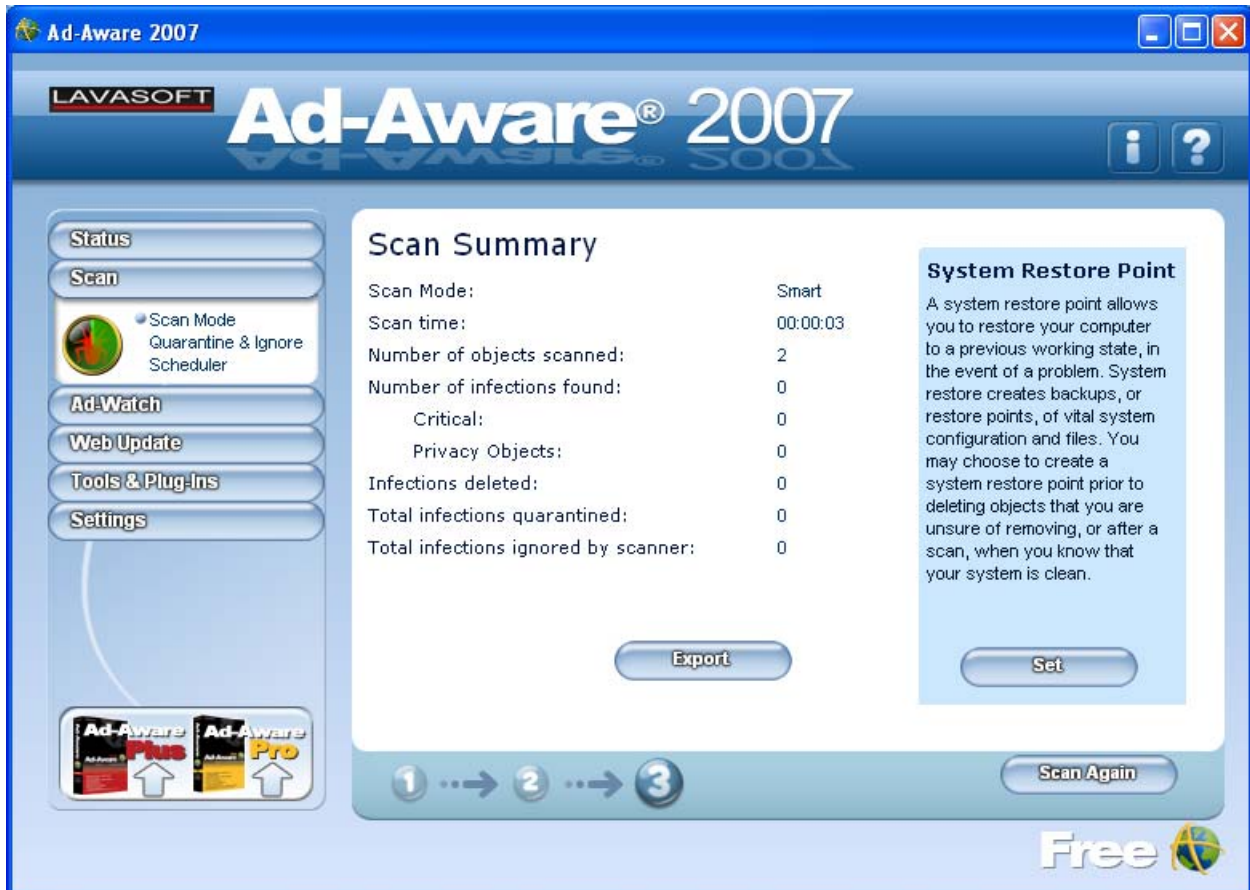 Ad-Aware 2007
LAVASOFT
Ad-Aware® 2007
i ?
Status
Scan
Scan Mode
Quarantine & Ignore
Scheduler
Ad-Watch
Web Update
Tools & Plug-Ins
Settings
Ad-Aware Plus
Ad-Aware Pro
Scan Summary
Scan Mode: Smart
Scan time: 00:00:03
Number of objects scanned: 2
Number of infections found: 0
Critical: 0
Privacy Objects: 0
Infections deleted: 0
Total infections quarantined: 0
Total infections ignored by scanner: 0
Export
System Restore Point
A system restore point allows
you to restore your computer
to a previous working state, in
the event of a problem. System
restore creates backups, or
restore points, of vital system
configuration and files. You
may choose to create a
system restore point prior to
deleting objects that you are
unsure of removing, or after a
scan, when you know that
your system is clean.
Set
1 2 3
Scan Again
Free